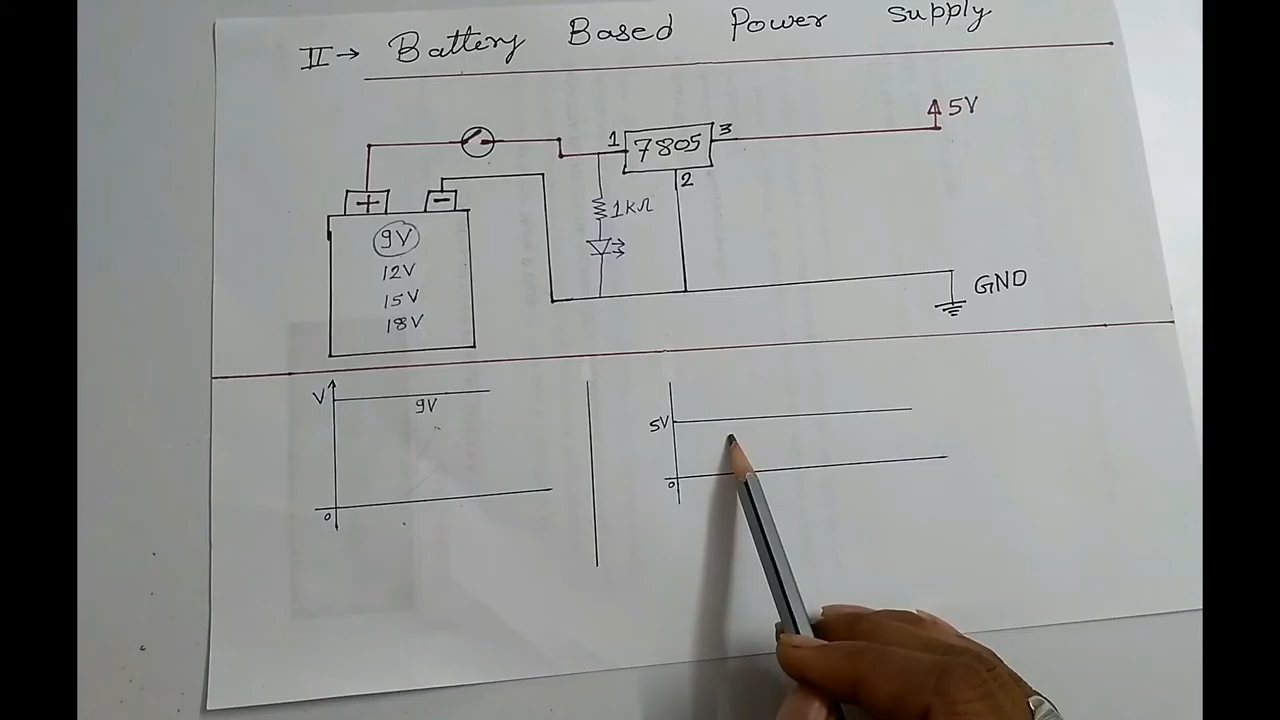 II→ Battery Based Power supply
5V
1 7805 3
2
+ -
1kΩ
9V
12V
15V
18V
GND
V
9V
0
5V
0